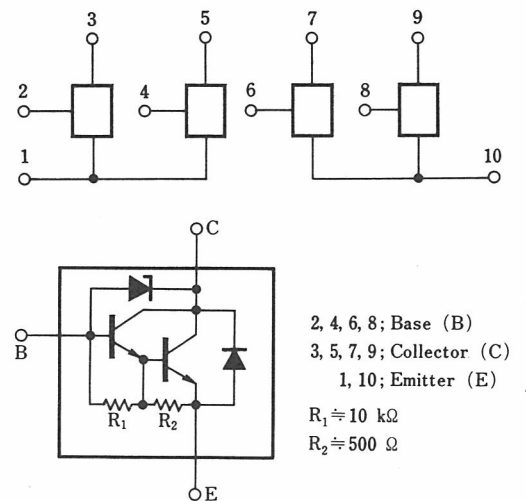 3 5 7 9
2 4 6 8
1 10
C
B
R₁ R₂
E
2, 4, 6, 8 ; Base (B)
3, 5, 7, 9 ; Collector (C)
1, 10 ; Emitter (E)
R₁≒10 kΩ
R₂≒500 Ω